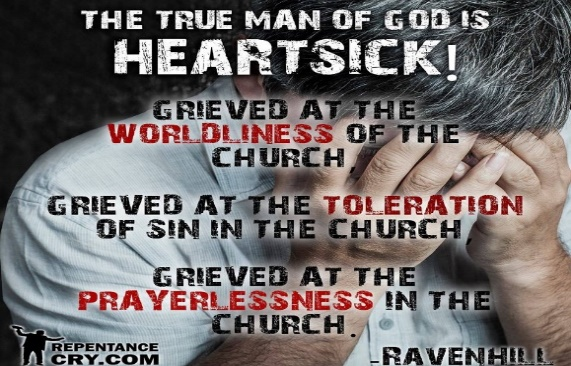 THE TRUE MAN OF GOD IS
HEARTSICK!
GRIEVED AT THE
WORLDLINESS OF THE
CHURCH
GRIEVED AT THE TOLERATION
OF SIN IN THE CHURCH
GRIEVED AT THE
PRAYERLESSNESS IN THE
CHURCH.
-RAVENHILL
REPENTANCE
CRY.COM